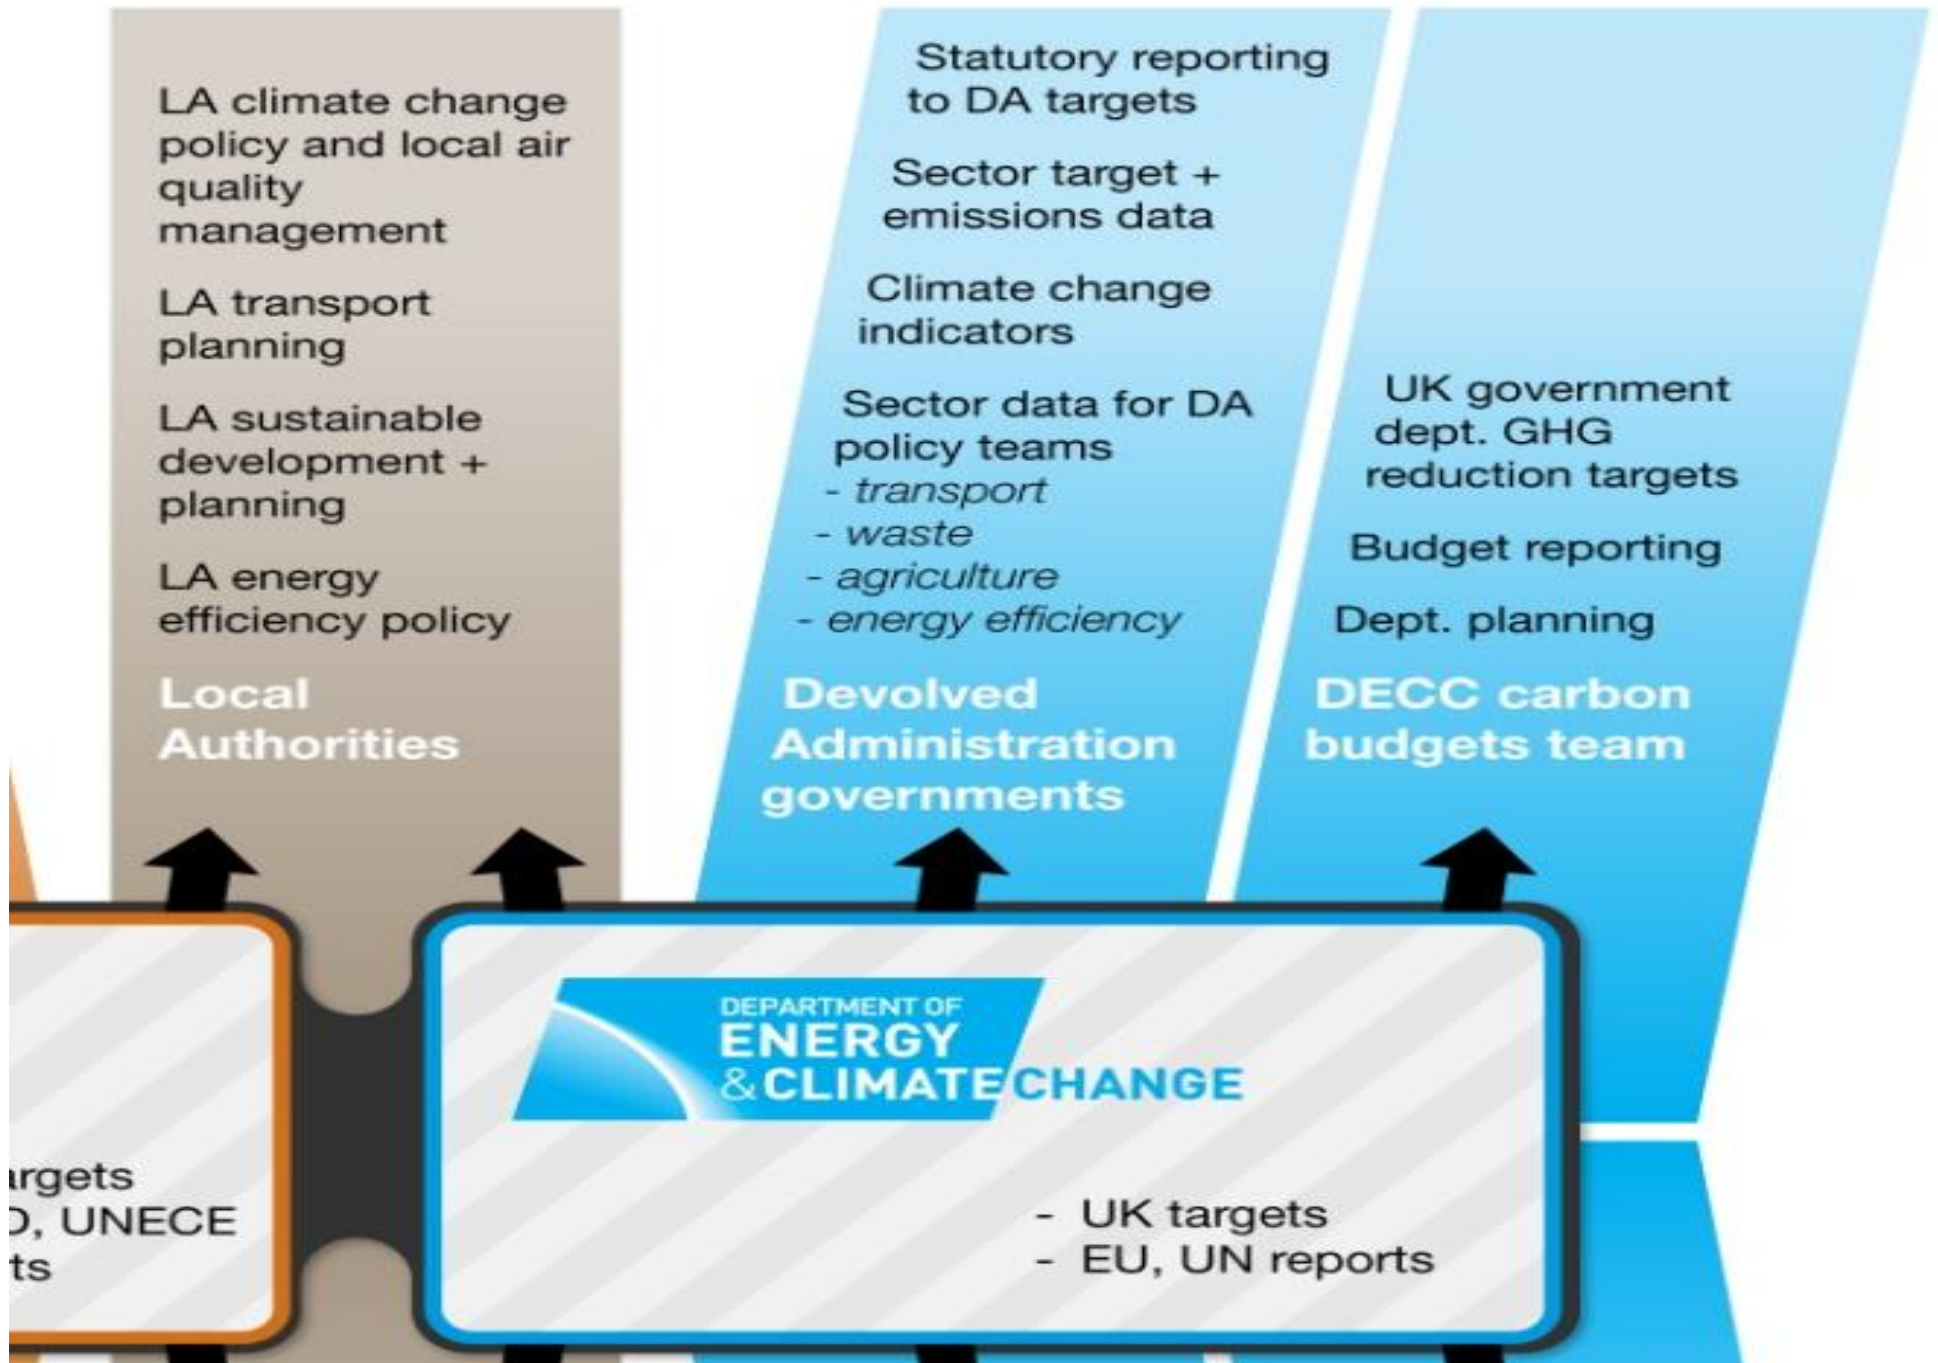 LA climate change
policy and local air
quality
management
LA transport
planning
LA sustainable
development +
planning
LA energy
efficiency policy
Local
Authorities
Statutory reporting
to DA targets
Sector target +
emissions data
Climate change
indicators
Sector data for DA
policy teams
- transport
- waste
- agriculture
- energy efficiency
Devolved
Administration
governments
UK government
dept. GHG
reduction targets
Budget reporting
Dept. planning
DECC carbon
budgets team
DEPARTMENT OF
ENERGY
& CLIMATE CHANGE
- UK targets
- EU, UN reports
UNECE